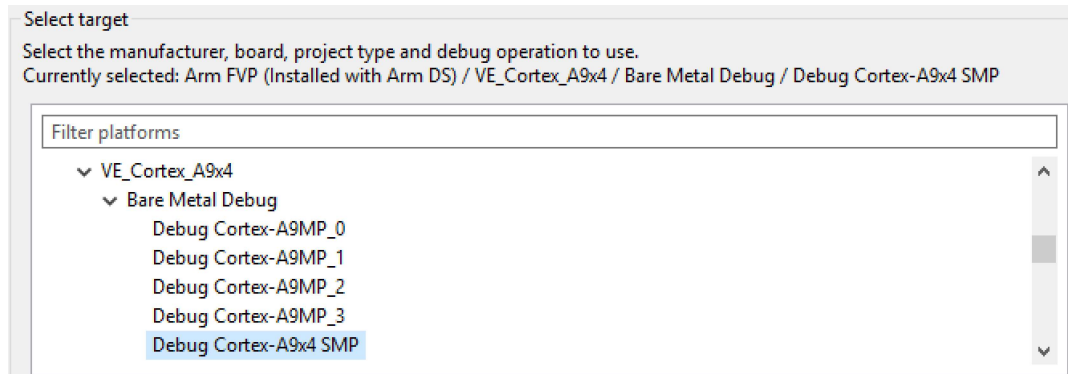 Select target
Select the manufacturer, board, project type and debug operation to use.
Currently selected: Arm FVP (Installed with Arm DS) / VE_Cortex_A9x4 / Bare Metal Debug / Debug Cortex-A9x4 SMP
Filter platforms
VE_Cortex_A9x4
Bare Metal Debug
Debug Cortex-A9MP_0
Debug Cortex-A9MP_1
Debug Cortex-A9MP_2
Debug Cortex-A9MP_3
Debug Cortex-A9x4 SMP